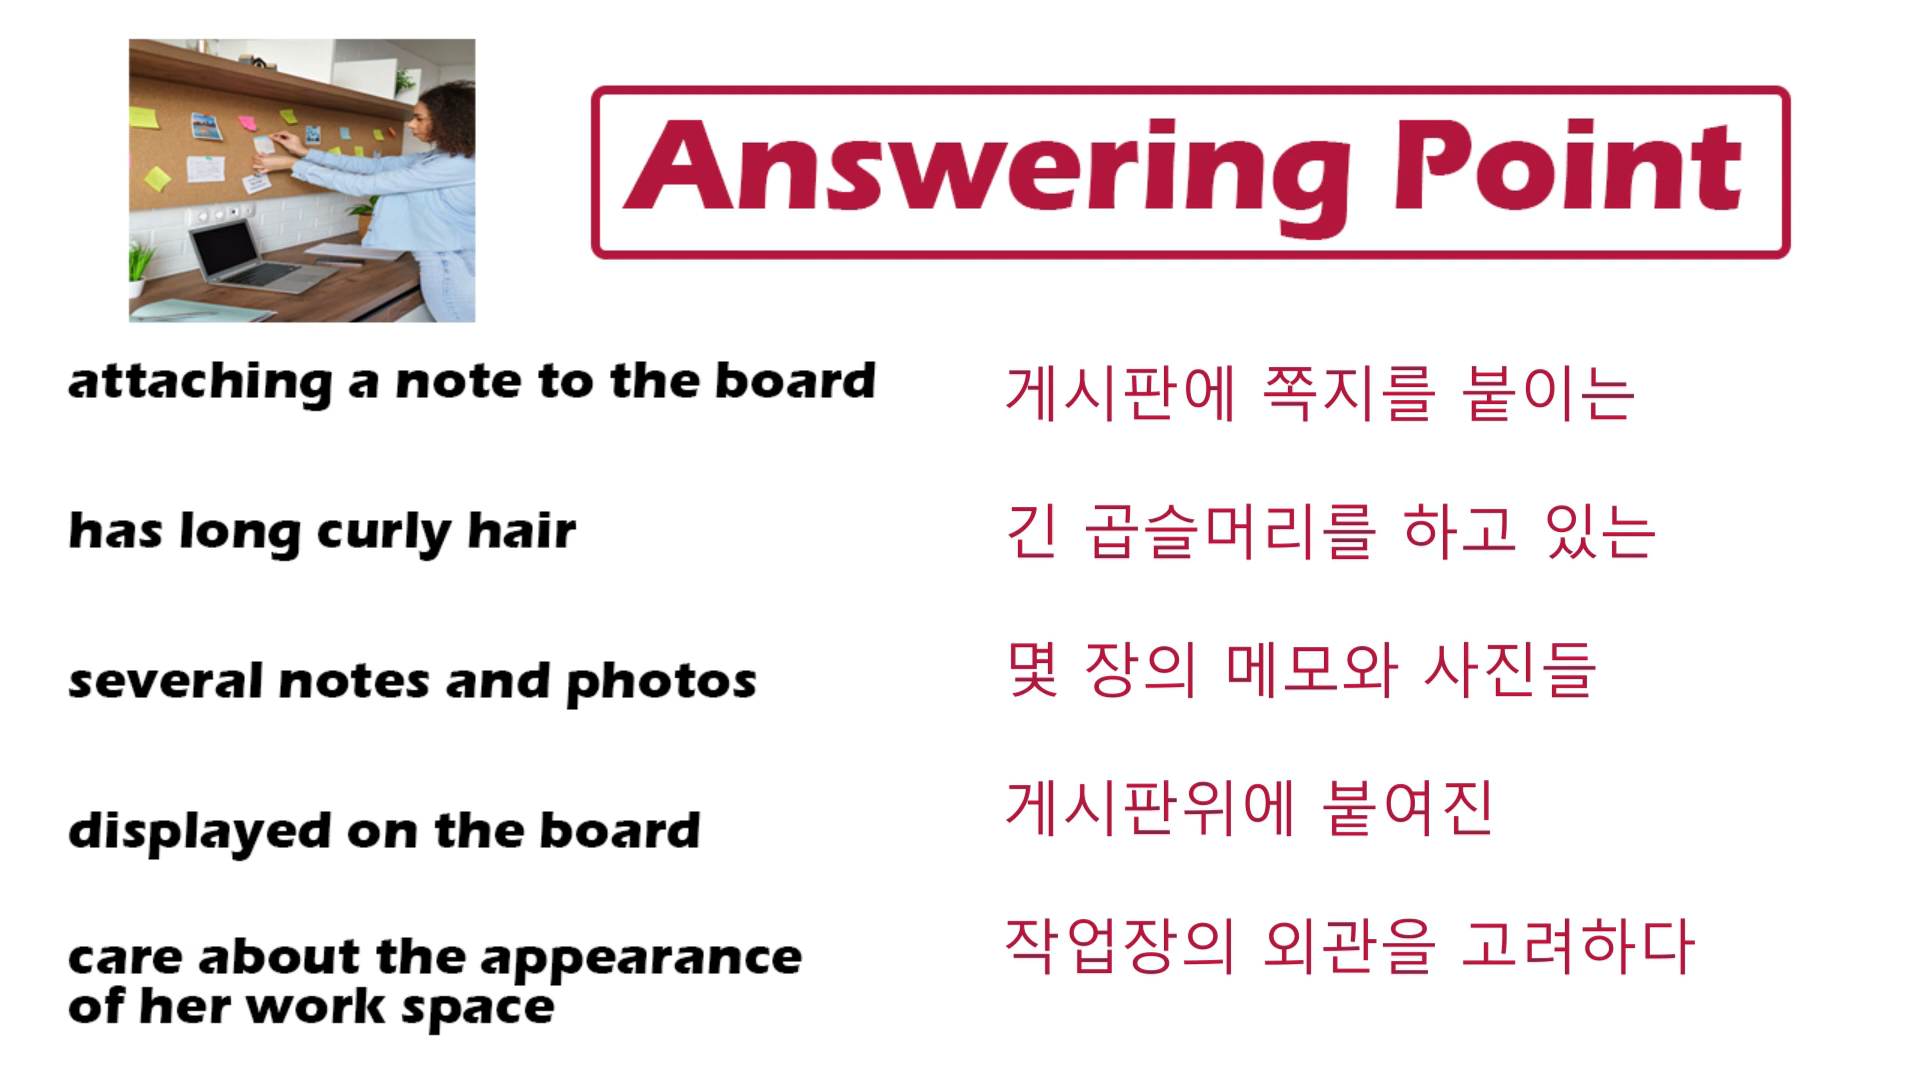 Answering Point
attaching a note to the board
게시판에 쪽지를 붙이는
has long curly hair
긴 곱슬머리를 하고 있는
several notes and photos
몇 장의 메모와 사진들
displayed on the board
게시판위에 붙여진
care about the appearance
of her work space
작업장의 외관을 고려하다